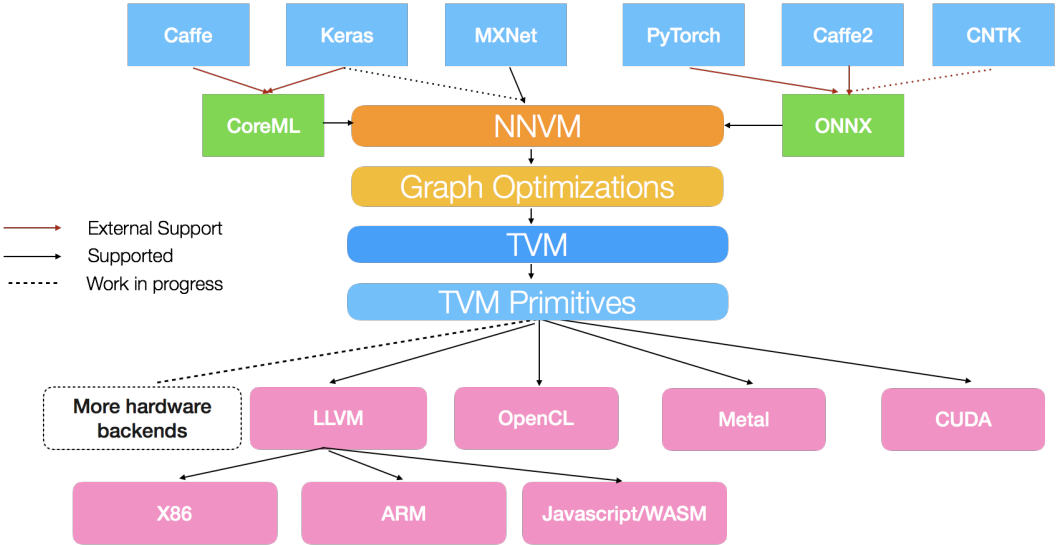 Caffe
Keras
MXNet
PyTorch
Caffe2
CNTK
CoreML
NNVM
ONNX
Graph Optimizations
External Support
Supported
Work in progress
TVM
TVM Primitives
More hardware
backends
LLVM
OpenCL
Metal
CUDA
X86
ARM
Javascript/WASM